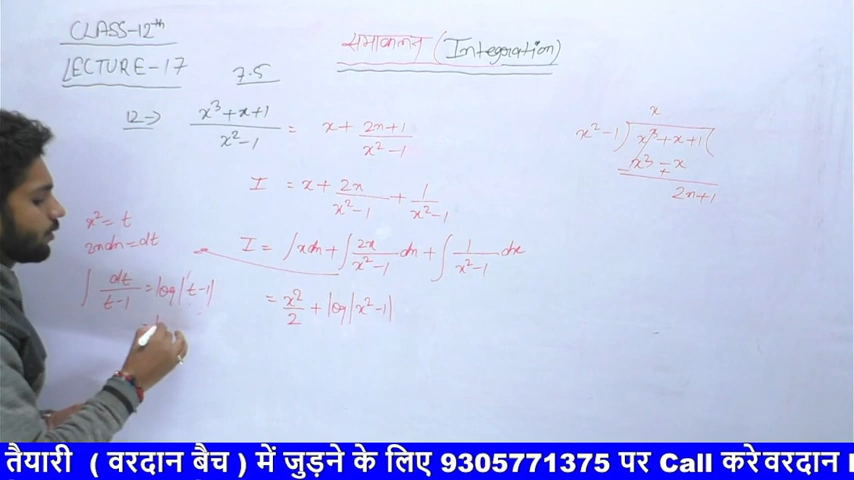 CLASS-12th
LECTURE-17
समाकलन (Integration)
7.5
12→ x³+x+1 / x²-1 = x + 2x+1 / x²-1
I = x + 2x / x²-1 + 1 / x²-1
I = ∫xdx + ∫ 2x / x²-1 dx + ∫ 1 / x²-1 dx
= x²/2 + log|x²-1|
x² = t
2xdx = dt
∫ dt / t-1 = log|t-1|
x
x²-1 ) x³+x+1 (
x³ - x
+
2x+1
तैयारी ( वरदान बैच ) में जुड़ने के लिए 9305771375 पर Call करे वरदान